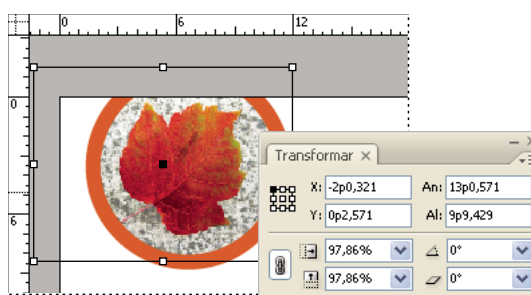 0 6 12
0
6
Transformar ×
X: -2p0,321 An: 13p0,571
Y: 0p2,571 Al: 9p9,429
97,86% 0°
97,86% 0°